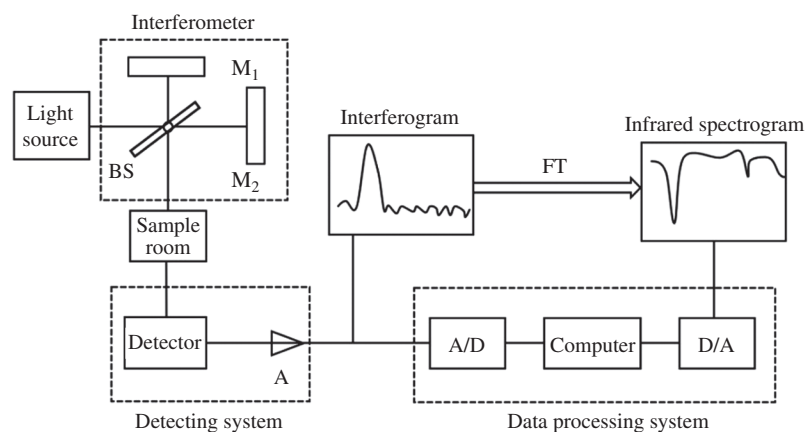 Interferometer
M1
Light
source
BS
M2
Interferogram
Infrared spectrogram
FT
Sample
room
Detector
A
A/D
Computer
D/A
Detecting system
Data processing system